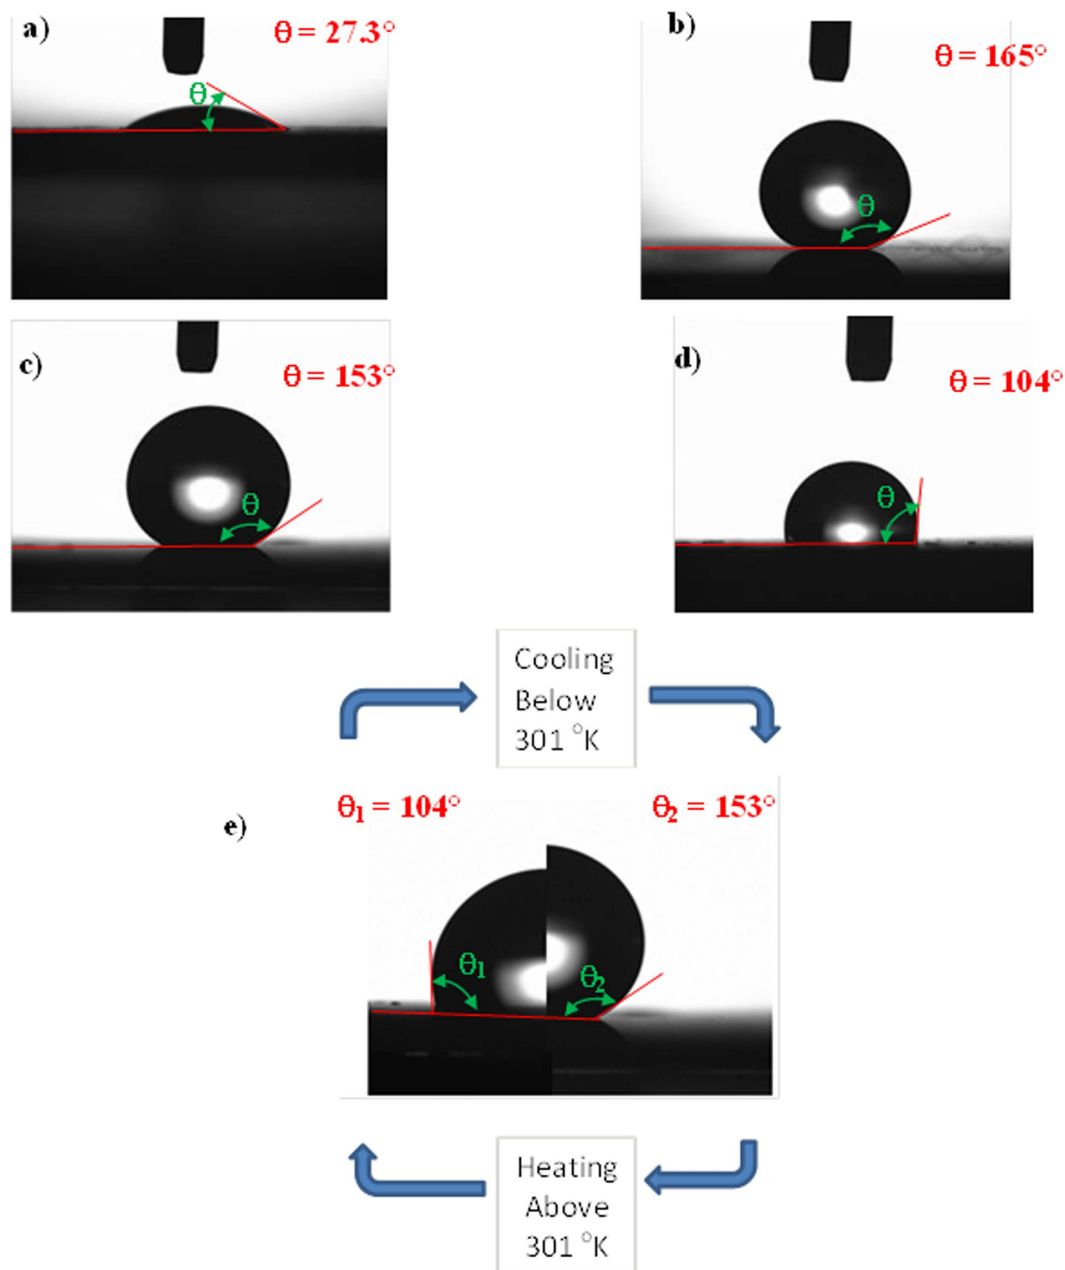 a)
θ = 27.3°
θ
b)
θ = 165°
θ
c)
θ = 153°
θ
d)
θ = 104°
θ
Cooling
Below
301 °K
e)
θ₁ = 104°
θ₂ = 153°
θ₁
θ₂
Heating
Above
301 °K